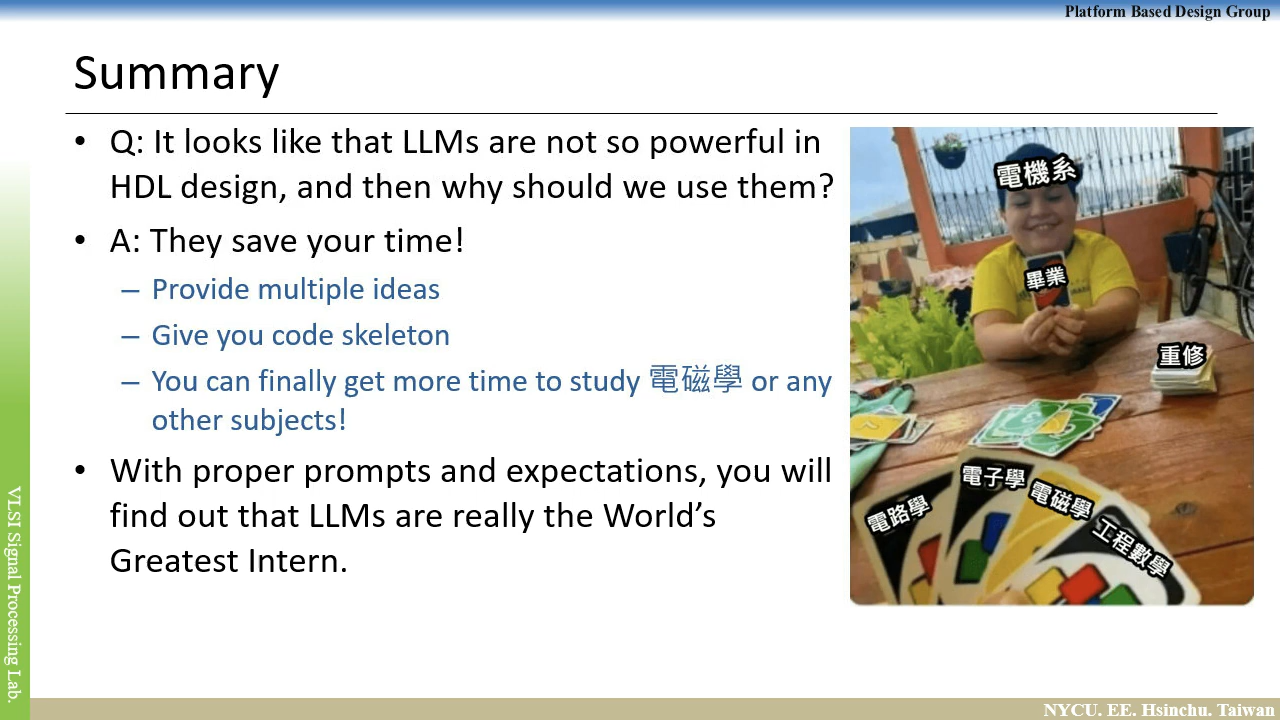 Platform Based Design Group
Summary
• Q: It looks like that LLMs are not so powerful in
HDL design, and then why should we use them?
• A: They save your time!
– Provide multiple ideas
– Give you code skeleton
– You can finally get more time to study 電磁學 or any
other subjects!
• With proper prompts and expectations, you will
find out that LLMs are really the World’s
Greatest Intern.
電機系
畢業
重修
電路學
電子學
電磁學
工程數學
VLSI Signal Processing Lab.
NYCU. EE. Hsinchu. Taiwan